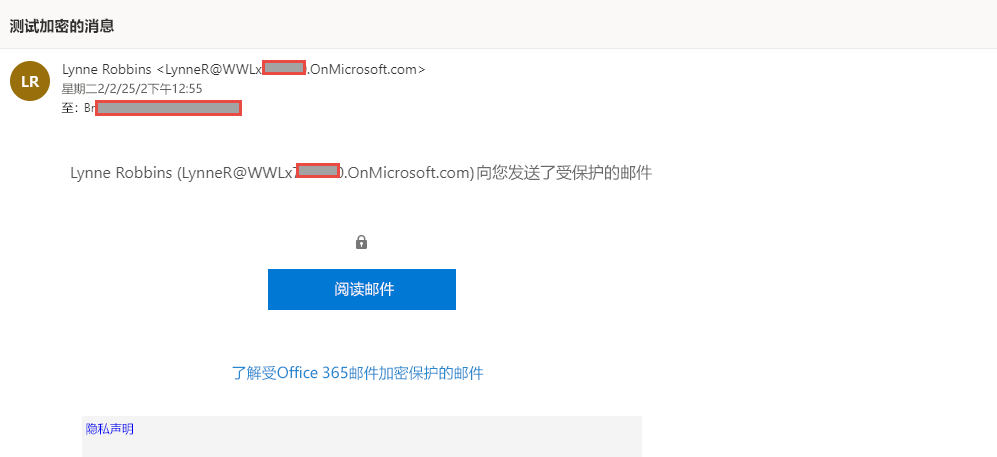 测试加密的消息
LR
Lynne Robbins <LynneR@WWLx .OnMicrosoft.com>
星期二2/2/25/2下午12:55
至：Br
Lynne Robbins (LynneR@WWLx 0.OnMicrosoft.com)向您发送了受保护的邮件
阅读邮件
了解受Office 365邮件加密保护的邮件
隐私声明